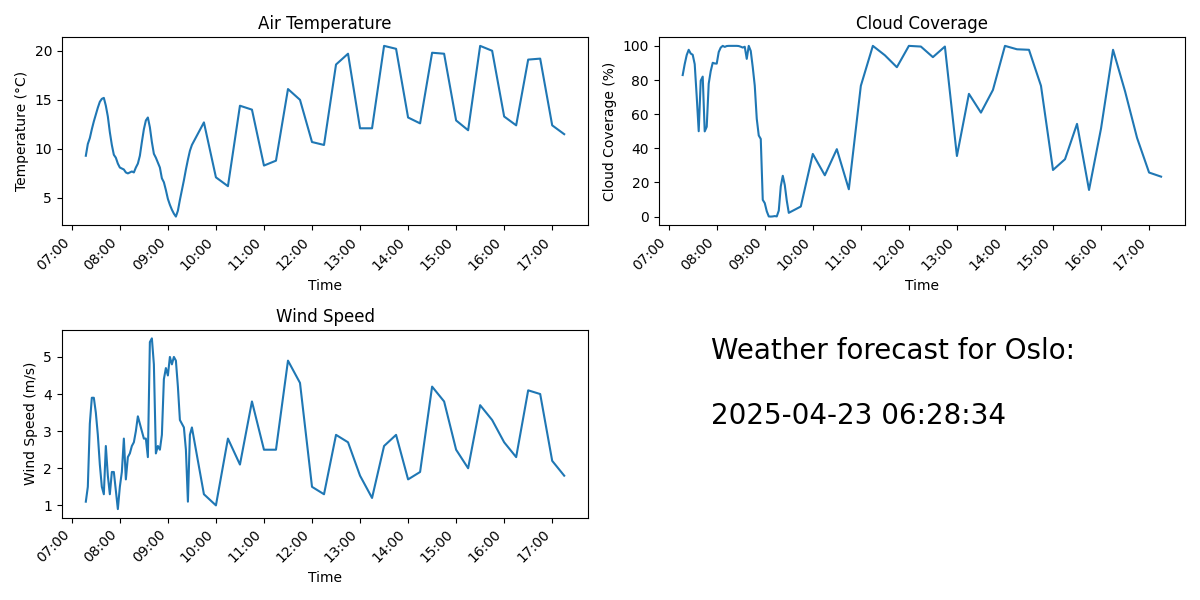 Air Temperature
Temperature (°C)
20
15
10
5
07:00 08:00 09:00 10:00 11:00 12:00 13:00 14:00 15:00 16:00 17:00
Time
Cloud Coverage
Cloud Coverage (%)
100
80
60
40
20
0
07:00 08:00 09:00 10:00 11:00 12:00 13:00 14:00 15:00 16:00 17:00
Time
Wind Speed
Wind Speed (m/s)
5
4
3
2
1
07:00 08:00 09:00 10:00 11:00 12:00 13:00 14:00 15:00 16:00 17:00
Time
Weather forecast for Oslo:
2025-04-23 06:28:34